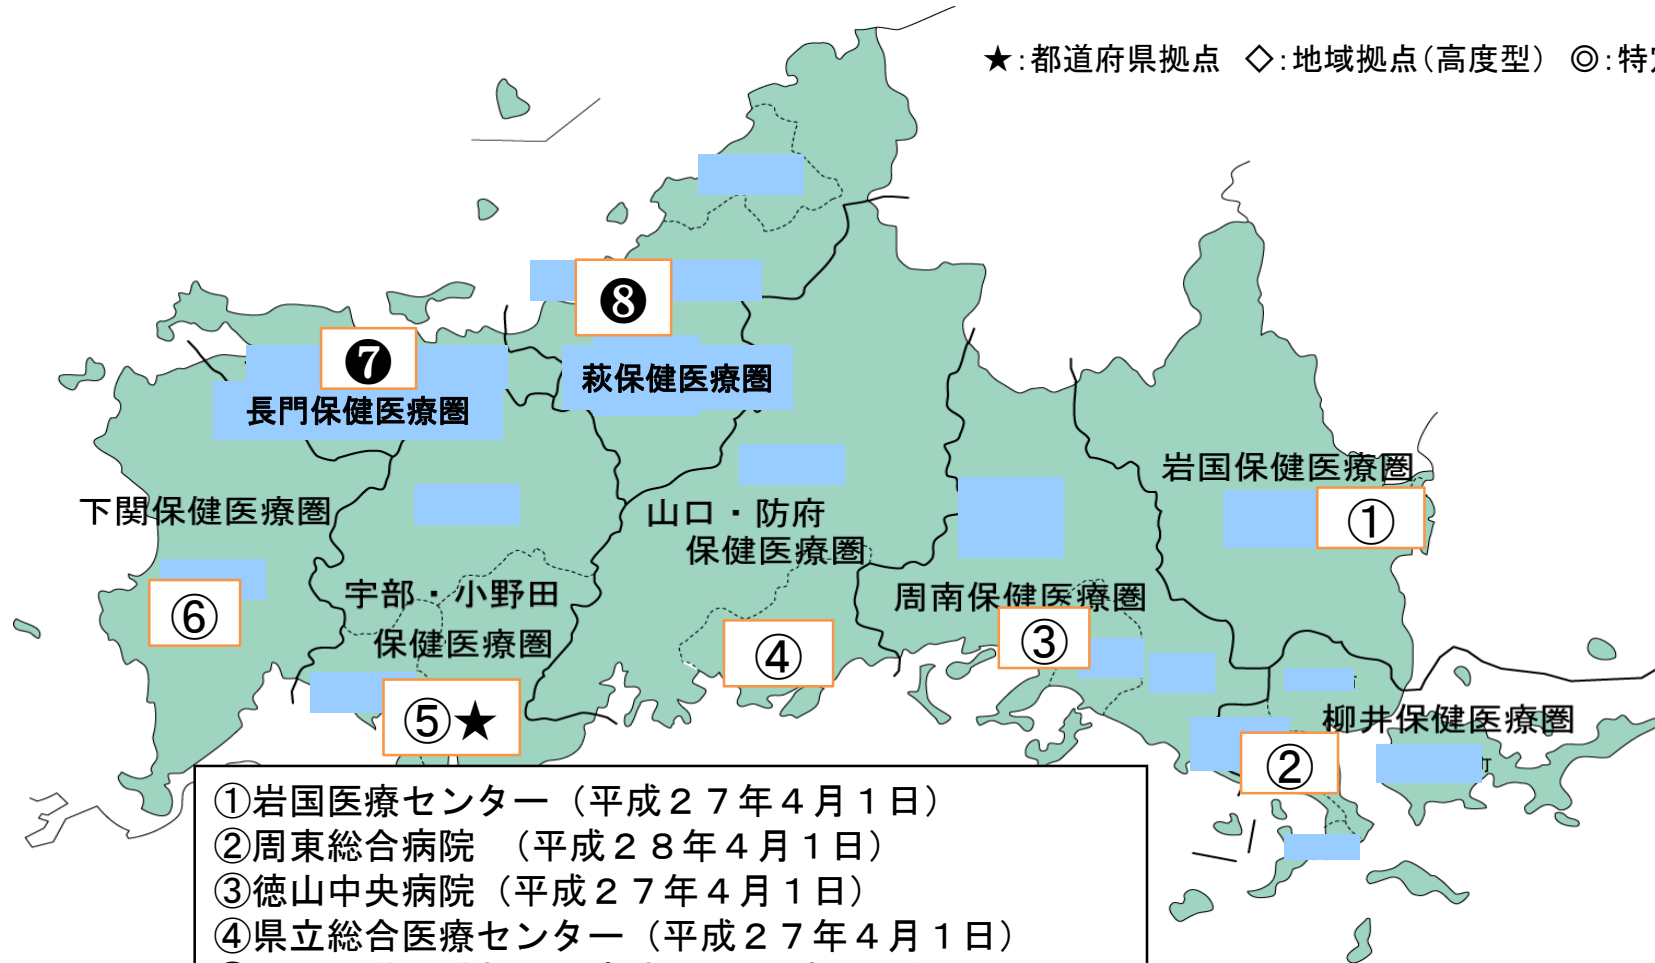 ★:都道府県拠点 ◇:地域拠点(高度型) ◎:特
⑧
⑦
萩保健医療圏
長門保健医療圏
岩国保健医療圏
①
下関保健医療圏
山口・防府
保健医療圏
宇部・小野田
保健医療圏
周南保健医療圏
⑥
④
③
⑤★
柳井保健医療圏
②
町
①岩国医療センター（平成２７年４月１日）
②周東総合病院　（平成２８年４月１日）
③徳山中央病院（平成２７年４月１日）
④県立総合医療センター（平成２７年４月１日）